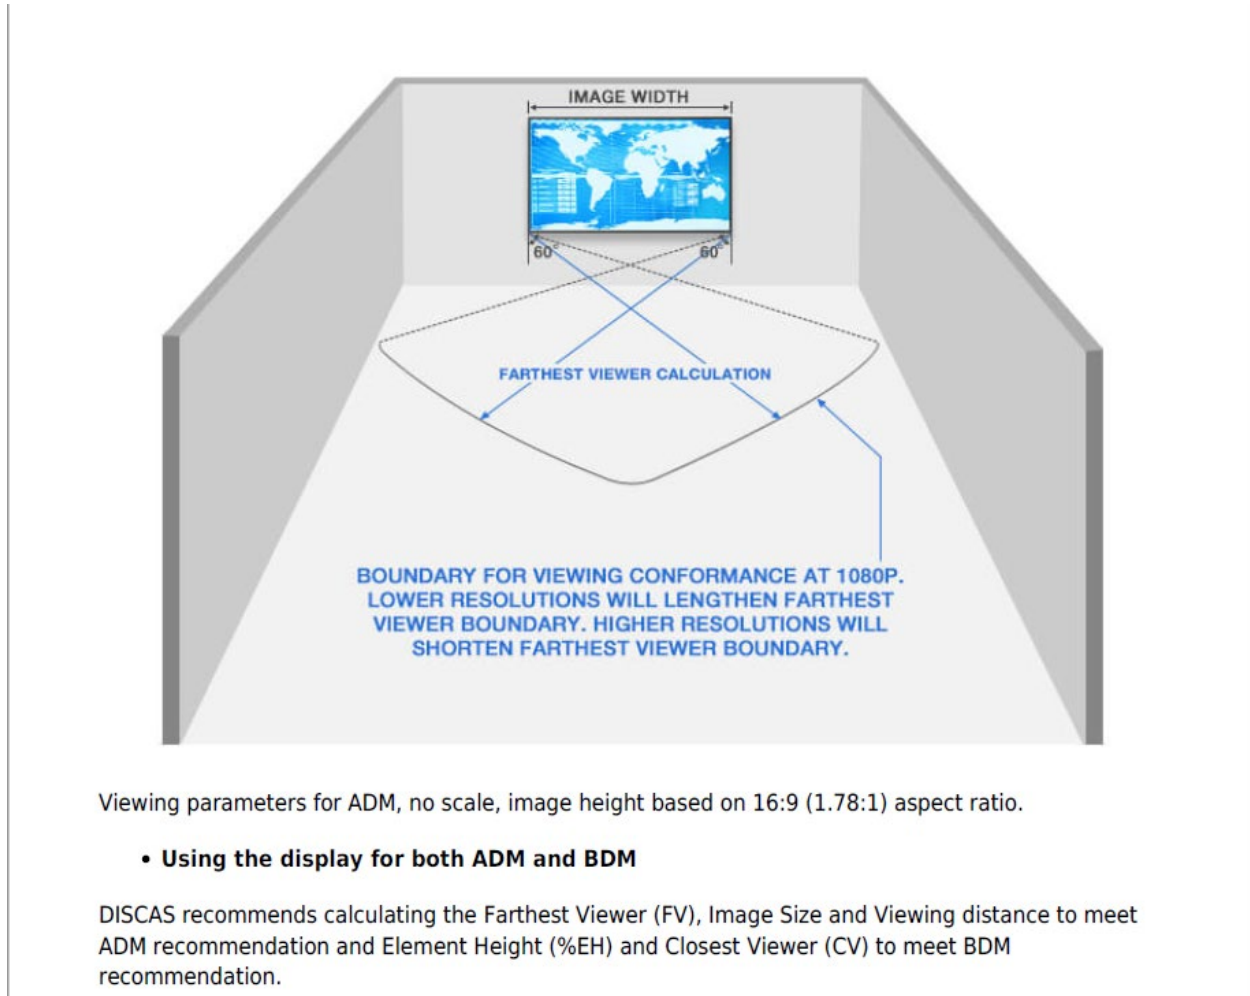 IMAGE WIDTH
60°
60°
FARTHEST VIEWER CALCULATION
BOUNDARY FOR VIEWING CONFORMANCE AT 1080P.
LOWER RESOLUTIONS WILL LENGTHEN FARTHEST
VIEWER BOUNDARY. HIGHER RESOLUTIONS WILL
SHORTEN FARTHEST VIEWER BOUNDARY.
Viewing parameters for ADM, no scale, image height based on 16:9 (1.78:1) aspect ratio.
• Using the display for both ADM and BDM
DISCAS recommends calculating the Farthest Viewer (FV), Image Size and Viewing distance to meet
ADM recommendation and Element Height (%EH) and Closest Viewer (CV) to meet BDM
recommendation.